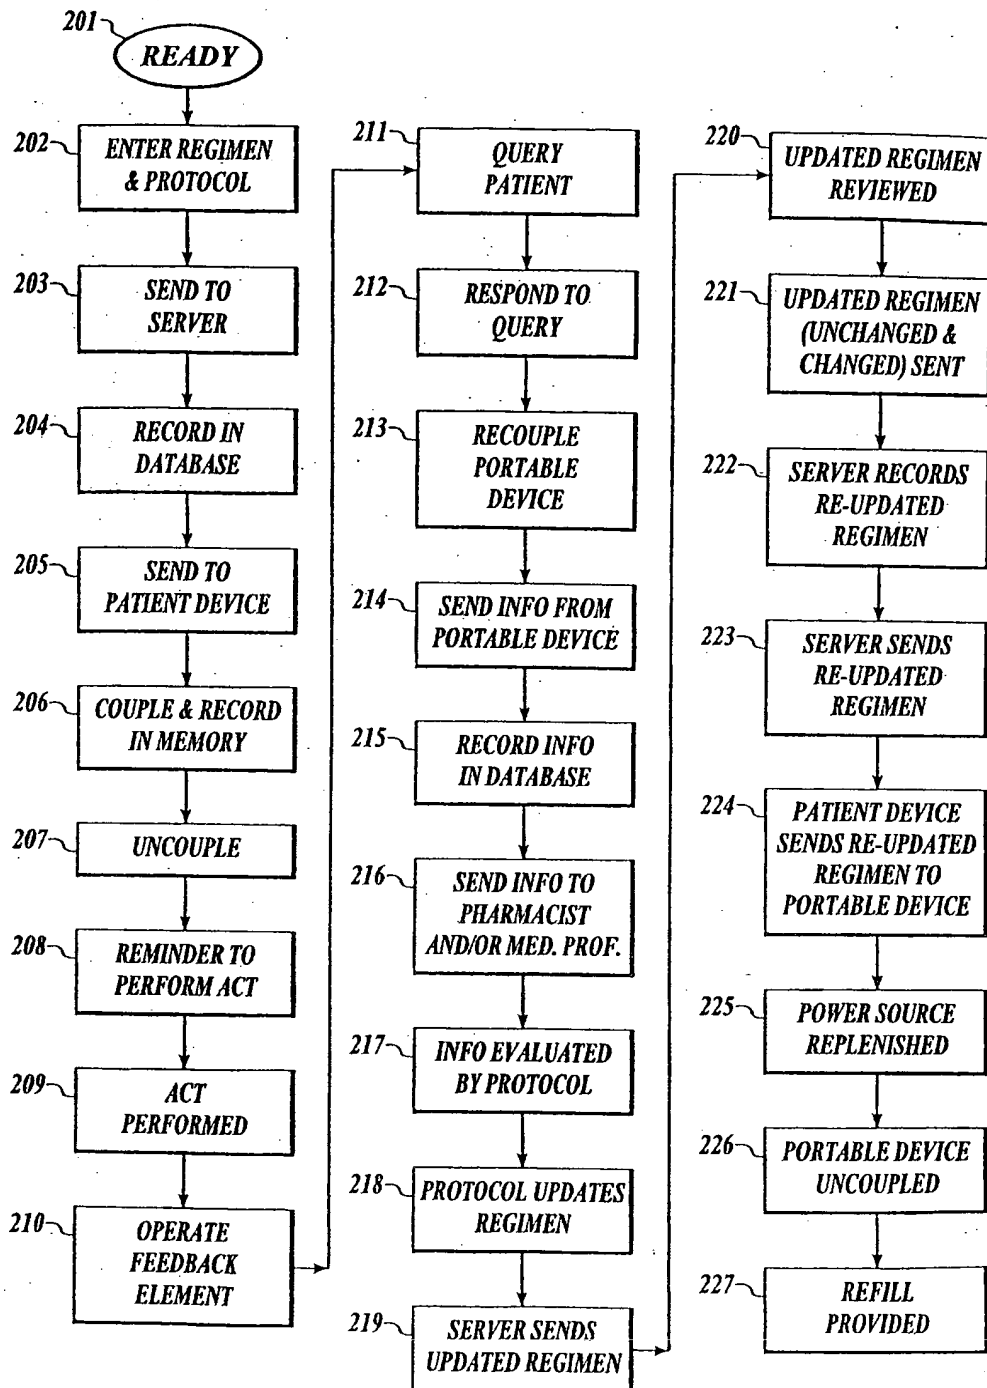 201
READY
202
ENTER REGIMEN
& PROTOCOL
203
SEND TO
SERVER
204
RECORD IN
DATABASE
205
SEND TO
PATIENT DEVICE
206
COUPLE & RECORD
IN MEMORY
207
UNCOUPLE
208
REMINDER TO
PERFORM ACT
209
ACT
PERFORMED
210
OPERATE
FEEDBACK
ELEMENT
211
QUERY
PATIENT
212
RESPOND TO
QUERY
213
RECOUPLE
PORTABLE
DEVICE
214
SEND INFO FROM
PORTABLE DEVICE
215
RECORD INFO
IN DATABASE
216
SEND INFO TO
PHARMACIST
AND/OR MED. PROF.
217
INFO EVALUATED
BY PROTOCOL
218
PROTOCOL UPDATES
REGIMEN
219
SERVER SENDS
UPDATED REGIMEN
220
UPDATED REGIMEN
REVIEWED
221
UPDATED REGIMEN
(UNCHANGED &
CHANGED) SENT
222
SERVER RECORDS
RE-UPDATED
REGIMEN
223
SERVER SENDS
RE-UPDATED
REGIMEN
224
PATIENT DEVICE
SENDS RE-UPDATED
REGIMEN TO
PORTABLE DEVICE
225
POWER SOURCE
REPLENISHED
226
PORTABLE DEVICE
UNCOUPLED
227
REFILL
PROVIDED